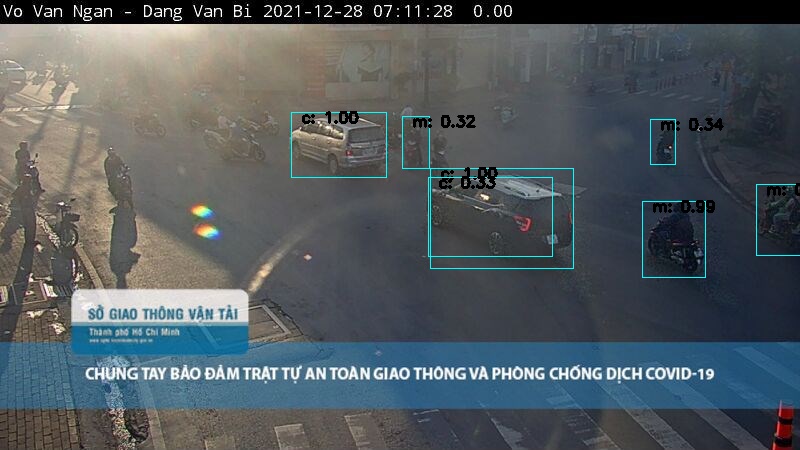 Vo Van Ngan - Dang Van Bi 2021-12-28 07:11:28 0.00
c: 1.00
m: 0.32
m: 0.34
c: 1.00
c: 0.33
m: 0.99
m: 0
SỞ GIAO THÔNG VẬN TẢI
Thành phố Hồ Chí Minh
CHUNG TAY BẢO ĐẢM TRẬT TỰ AN TOÀN GIAO THÔNG VÀ PHÒNG CHỐNG DỊCH COVID-19